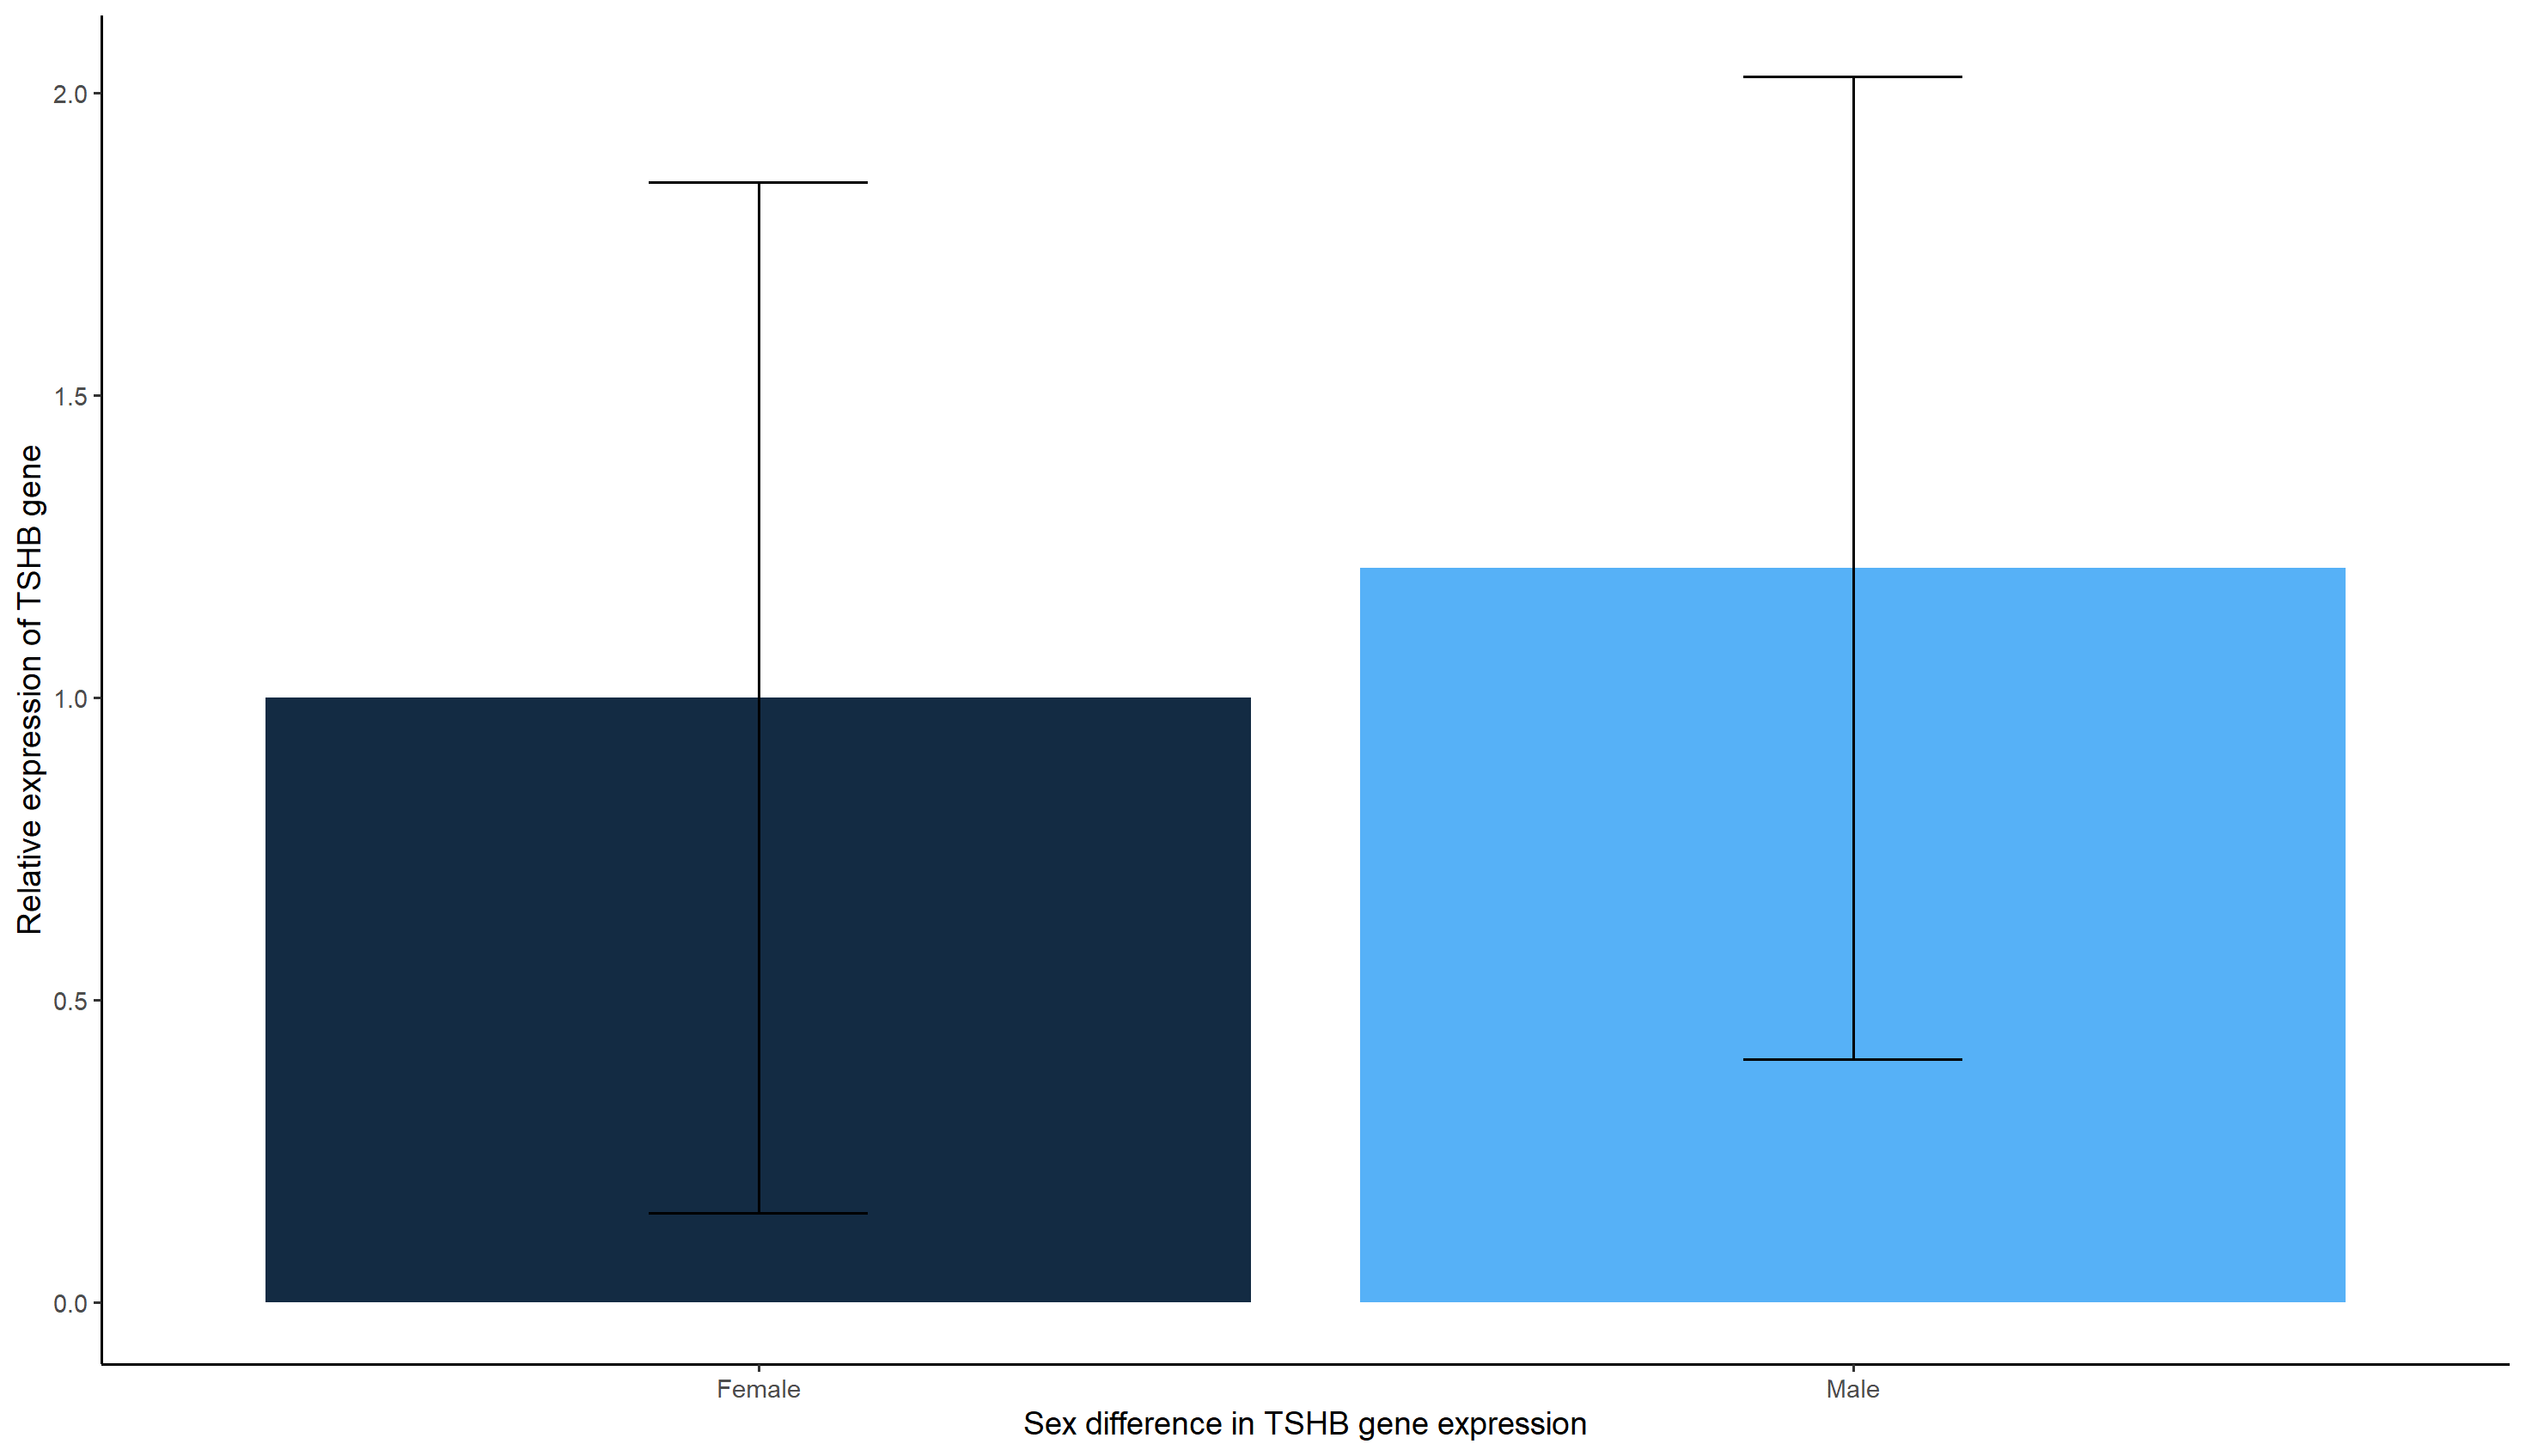 Relative expression of TSHB gene
2.0
1.5
1.0
0.5
0.0
Female
Male
Sex difference in TSHB gene expression